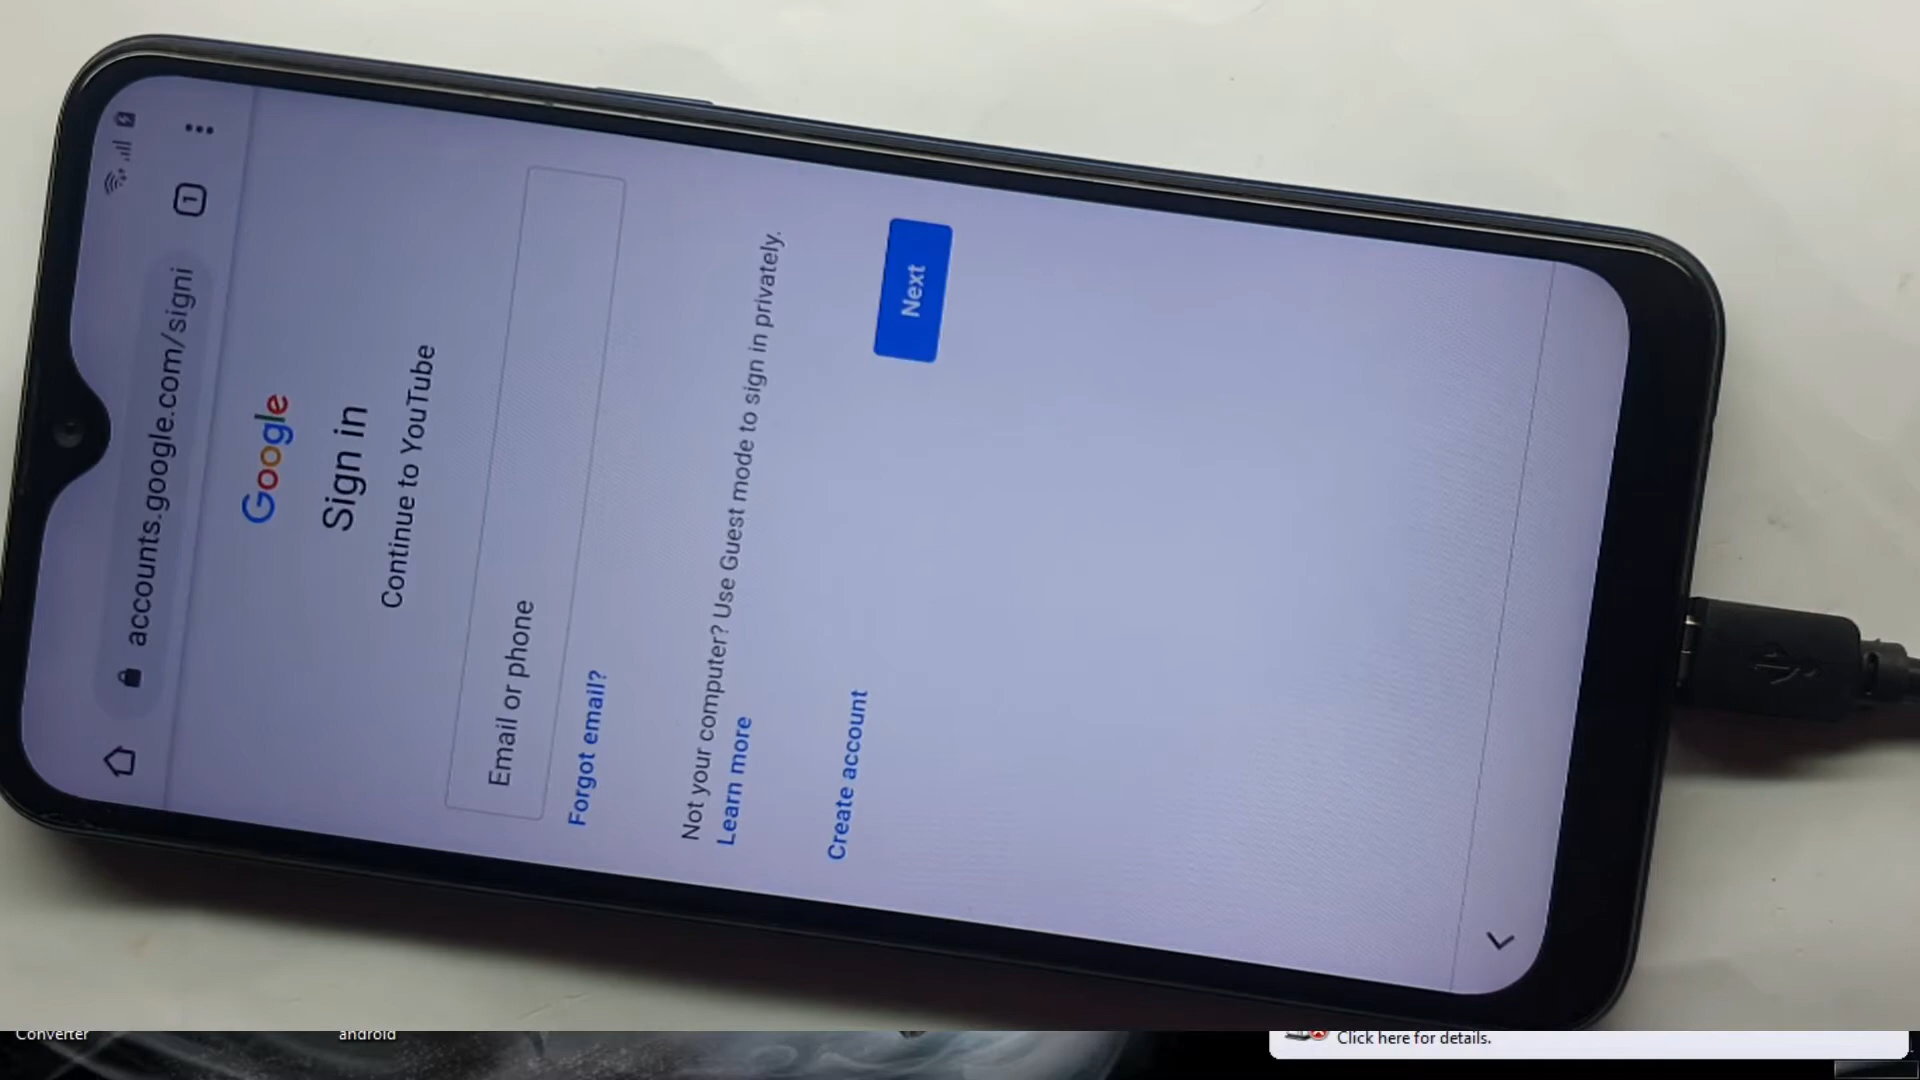 1
accounts.google.com/signi
Google
Sign in
Continue to YouTube
Email or phone
Forgot email?
Not your computer? Use Guest mode to sign in privately.
Learn more
Create account
Next
Converter
android
Click here for details.